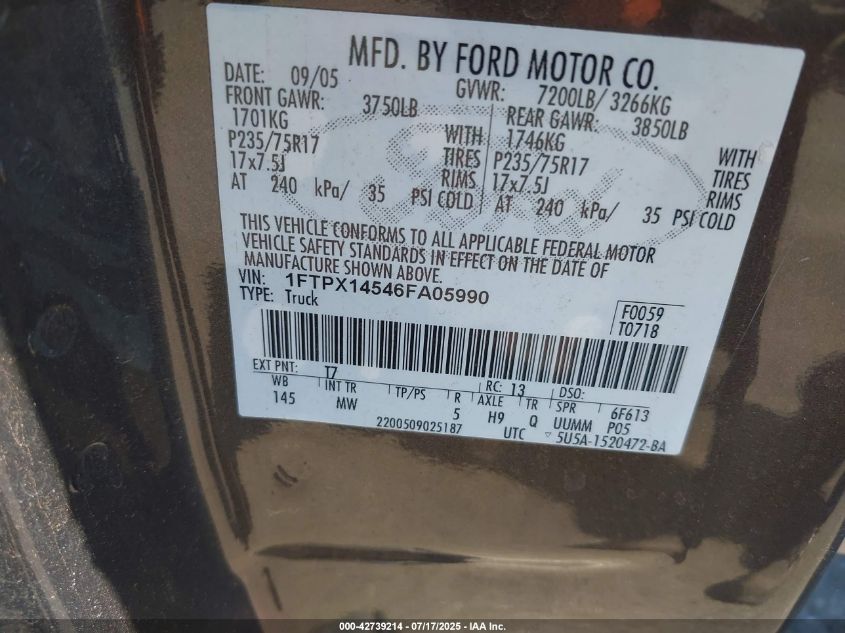 MFD. BY FORD MOTOR CO.
DATE: 09/05 GVWR: 7200LB/ 3266KG
FRONT GAWR: 3750LB REAR GAWR: 3850LB
1701KG WITH 1746KG WITH
P235/75R17 TIRES P235/75R17 TIRES
17x7.5J RIMS 17x7.5J RIMS
AT 240 kPa/ 35 PSI COLD AT 240 kPa/ 35 PSI COLD
Ford
THIS VEHICLE CONFORMS TO ALL APPLICABLE FEDERAL MOTOR
VEHICLE SAFETY STANDARDS IN EFFECT ON THE DATE OF
MANUFACTURE SHOWN ABOVE.
VIN: 1FTPX14546FA05990
TYPE: Truck
F0059
T0718
EXT PNT: T7 RC: 13 DSO:
WB INT TR TP/PS R AXLE TR SPR 6F613
145 MW 5 H9 Q UUMM P05
2200509025187 UTC ▽ 5U5A-1520472-BA
000-42739214 - 07/17/2025 - IAA Inc.